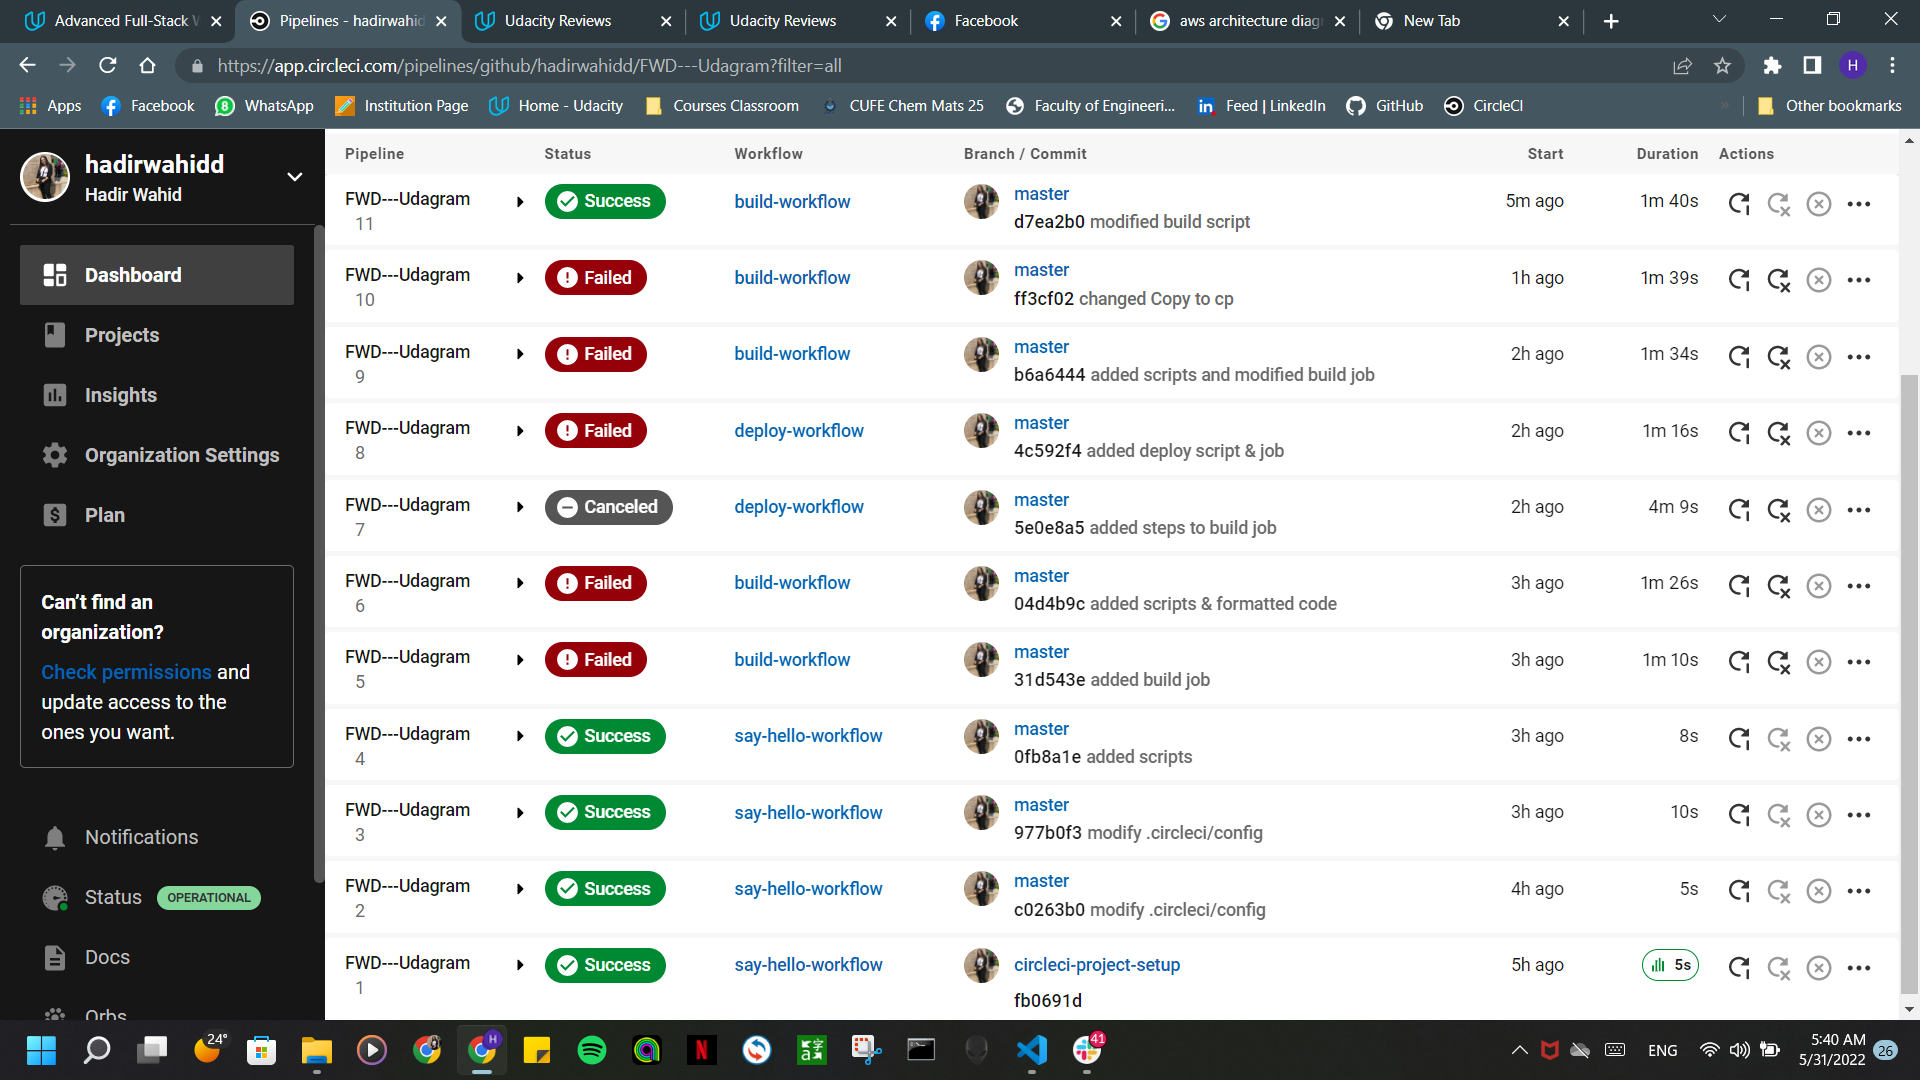 Advanced Full-Stack W
Pipelines - hadirwahid
Udacity Reviews
Udacity Reviews
Facebook
aws architecture diag
New Tab
https://app.circleci.com/pipelines/github/hadirwahidd/FWD---Udagram?filter=all
H
Apps
Facebook
WhatsApp
Institution Page
Home - Udacity
Courses Classroom
CUFE Chem Mats 25
Faculty of Engineeri...
Feed | LinkedIn
GitHub
CircleCI
Other bookmarks
hadirwahidd
Hadir Wahid
Dashboard
Projects
Insights
Organization Settings
Plan
Can't find an
organization?
Check permissions and
update access to the
ones you want.
Notifications
Status OPERATIONAL
Docs
Orbs
Pipeline Status Workflow Branch / Commit Start Duration Actions
FWD---Udagram Success build-workflow master 5m ago 1m 40s
11 d7ea2b0 modified build script
FWD---Udagram Failed build-workflow master 1h ago 1m 39s
10 ff3cf02 changed Copy to cp
FWD---Udagram Failed build-workflow master 2h ago 1m 34s
9 b6a6444 added scripts and modified build job
FWD---Udagram Failed deploy-workflow master 2h ago 1m 16s
8 4c592f4 added deploy script & job
FWD---Udagram Canceled deploy-workflow master 2h ago 4m 9s
7 5e0e8a5 added steps to build job
FWD---Udagram Failed build-workflow master 3h ago 1m 26s
6 04d4b9c added scripts & formatted code
FWD---Udagram Failed build-workflow master 3h ago 1m 10s
5 31d543e added build job
FWD---Udagram Success say-hello-workflow master 3h ago 8s
4 0fb8a1e added scripts
FWD---Udagram Success say-hello-workflow master 3h ago 10s
3 977b0f3 modify .circleci/config
FWD---Udagram Success say-hello-workflow master 4h ago 5s
2 c0263b0 modify .circleci/config
FWD---Udagram Success say-hello-workflow circleci-project-setup 5h ago 5s
1 fb0691d
24°
H
41
ENG
5:40 AM
5/31/2022
26